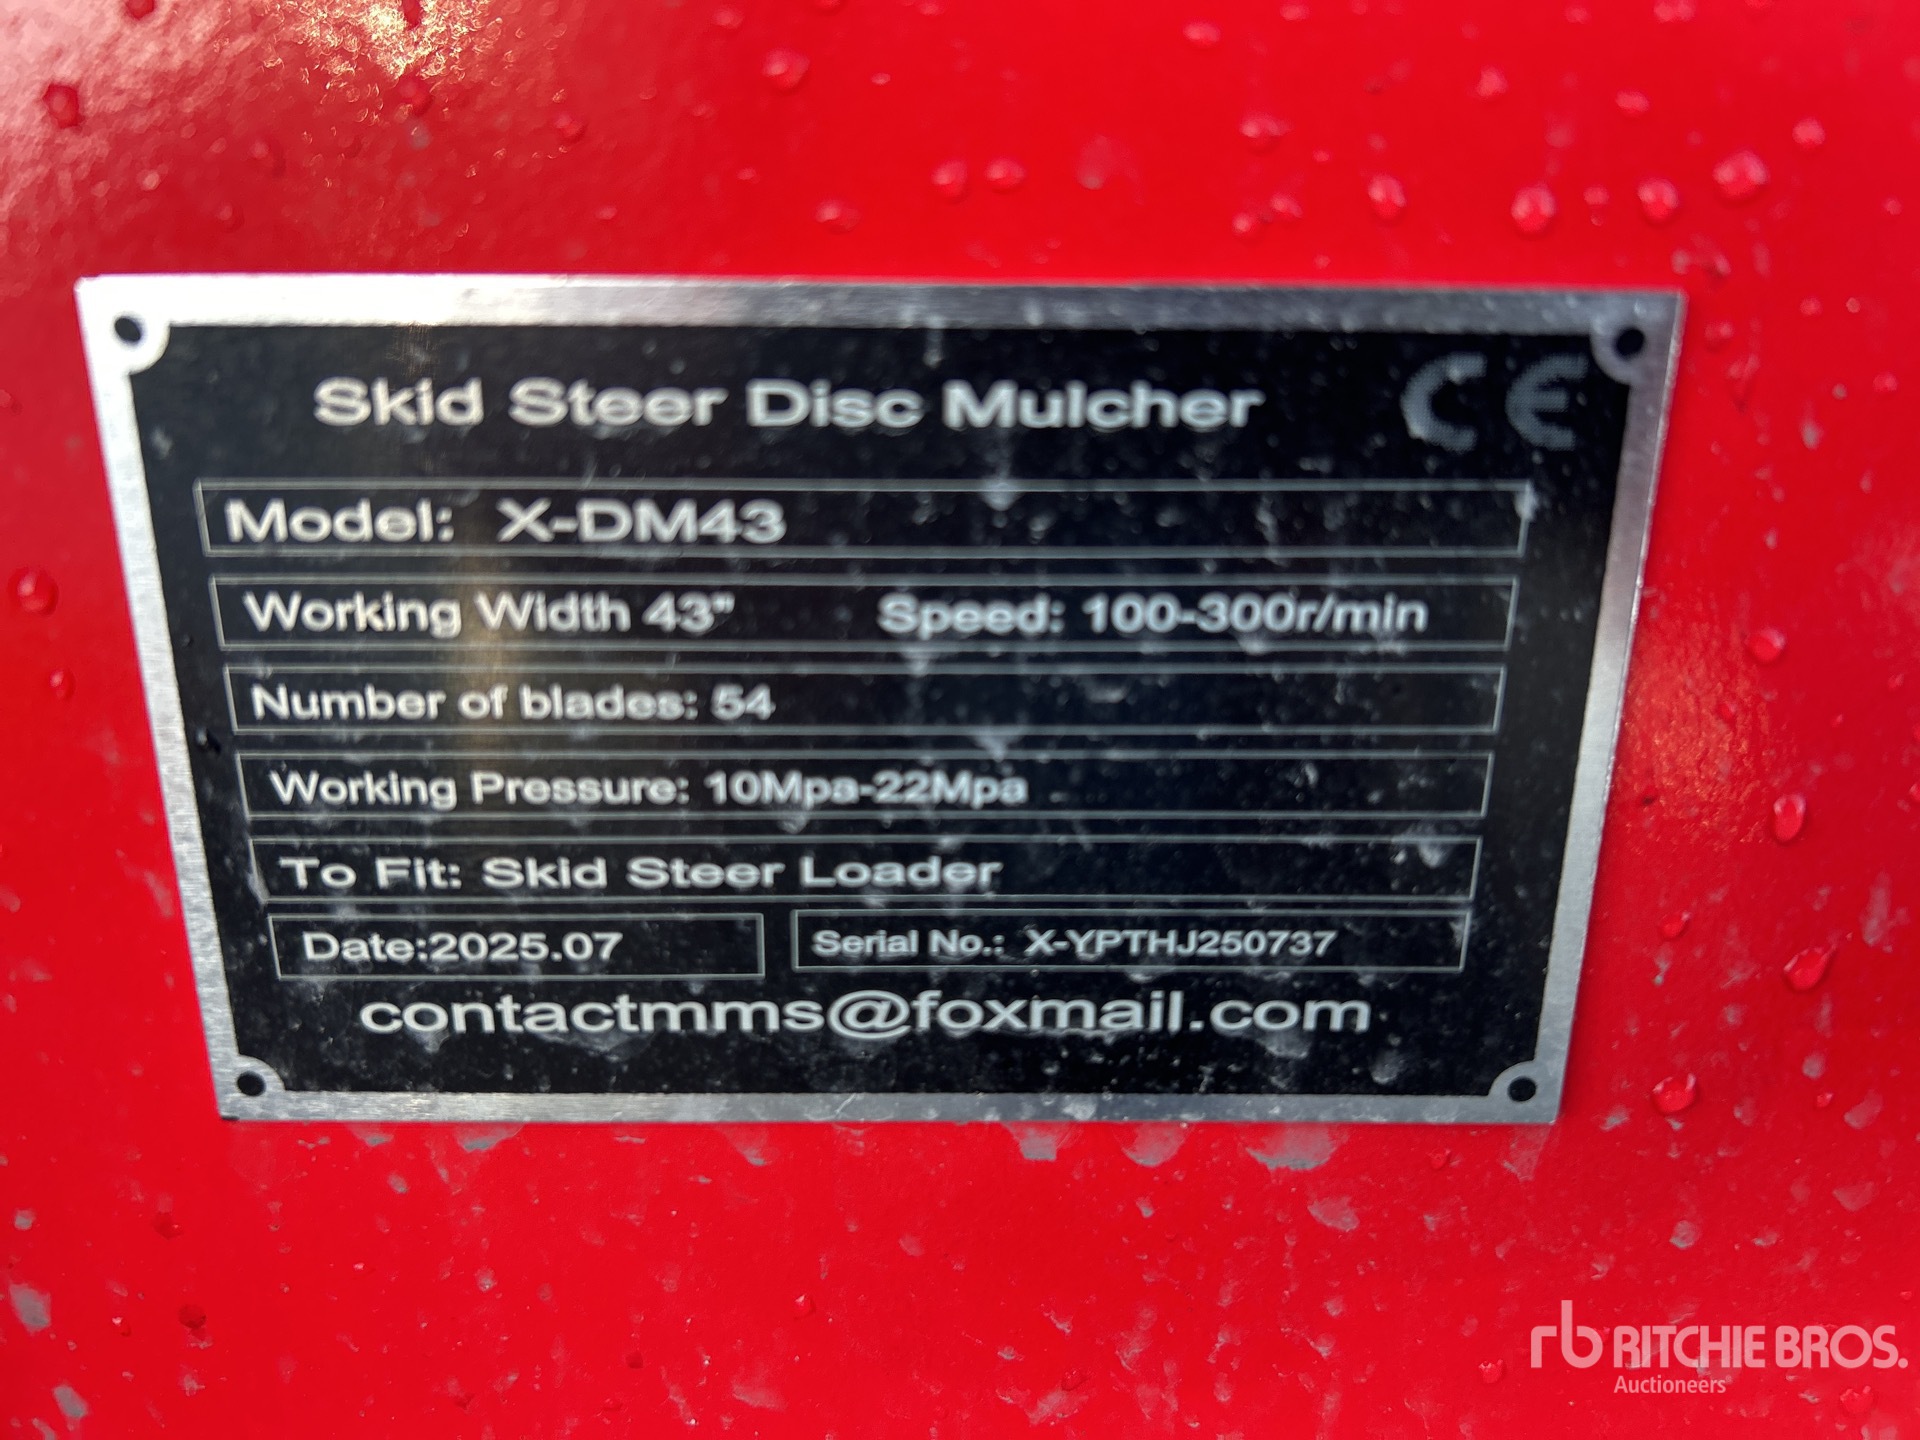 Skid Steer Disc Mulcher CE
Model: X-DM43
Working Width 43" Speed: 100-300r/min
Number of blades: 54
Working Pressure: 10Mpa-22Mpa
To Fit: Skid Steer Loader
Date:2025.07 Serial No.: X-YPTHJ250737
contactmms@foxmail.com
rb RITCHIE BROS.
Auctioneers